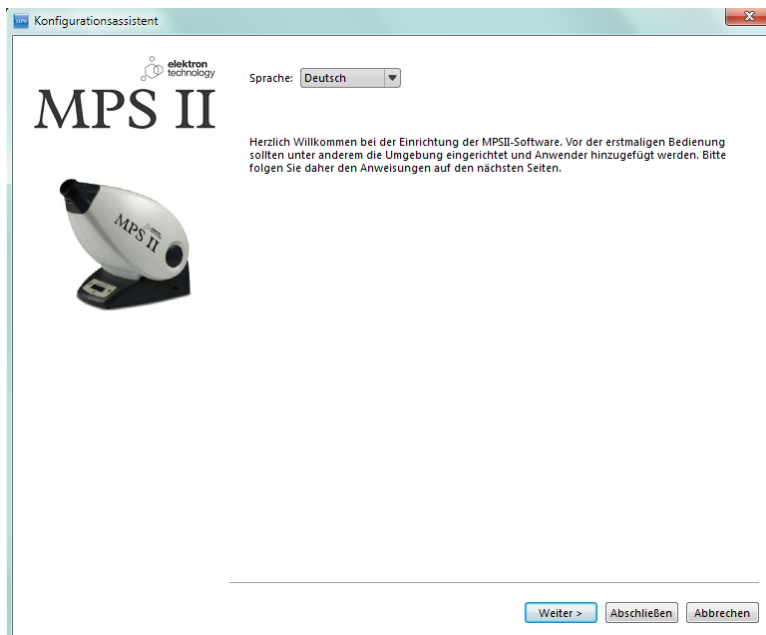 Konfigurationsassistent
elektron
technology
MPS II
Sprache: Deutsch
Herzlich Willkommen bei der Einrichtung der MPSII-Software. Vor der erstmaligen Bedienung
sollten unter anderem die Umgebung eingerichtet und Anwender hinzugefügt werden. Bitte
folgen Sie daher den Anweisungen auf den nächsten Seiten.
MPS II
Weiter > Abschließen Abbrechen